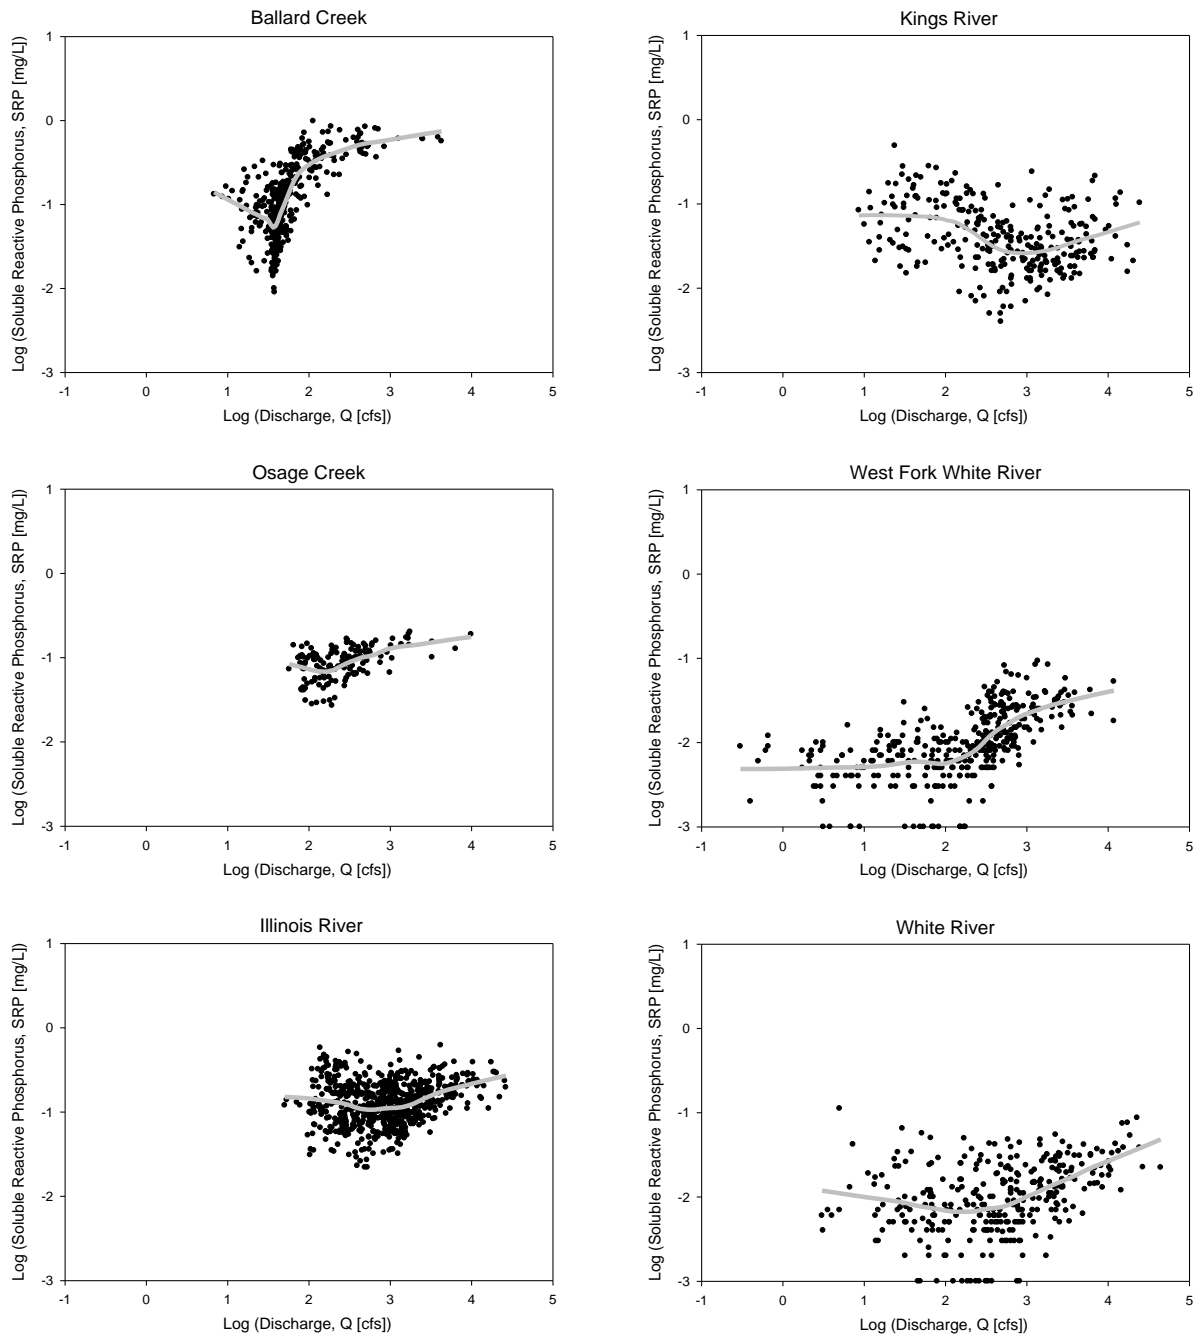 Ballard Creek
Log (Soluble Reactive Phosphorus, SRP [mg/L])
1
0
-1
-2
-3
-1 0 1 2 3 4 5
Log (Discharge, Q [cfs])
Kings River
Log (Soluble Reactive Phosphorus, SRP [mg/L])
1
0
-1
-2
-3
-1 0 1 2 3 4 5
Log (Discharge, Q [cfs])
Osage Creek
Log (Soluble Reactive Phosphorus, SRP [mg/L])
1
0
-1
-2
-3
-1 0 1 2 3 4 5
Log (Discharge, Q [cfs])
West Fork White River
Log (Soluble Reactive Phosphorus, SRP [mg/L])
1
0
-1
-2
-3
-1 0 1 2 3 4 5
Log (Discharge, Q [cfs])
Illinois River
Log (Soluble Reactive Phosphorus, SRP [mg/L])
1
0
-1
-2
-3
-1 0 1 2 3 4 5
Log (Discharge, Q [cfs])
White River
Log (Soluble Reactive Phosphorus, SRP [mg/L])
1
0
-1
-2
-3
-1 0 1 2 3 4 5
Log (Discharge, Q [cfs])